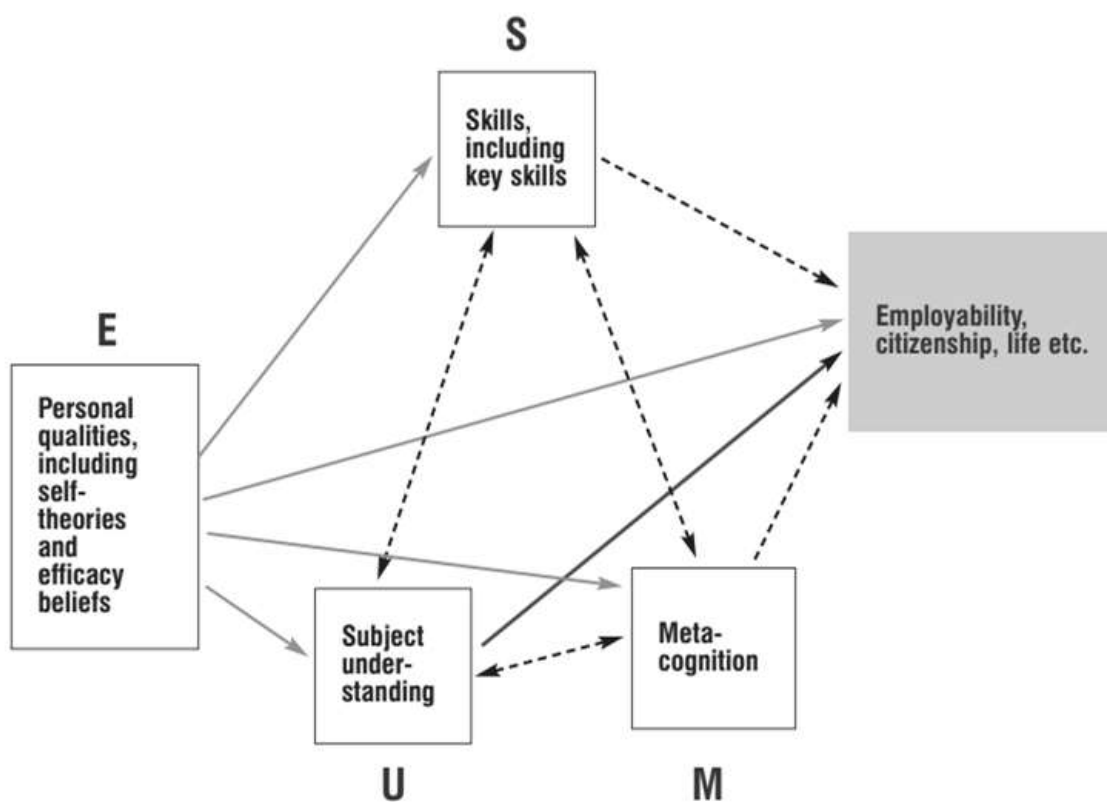 S
Skills,
including
key skills
Employability,
citizenship, life etc.
E
Personal
qualities,
including
self-
theories
and
efficacy
beliefs
Subject
under-
standing
Meta-
cognition
U
M